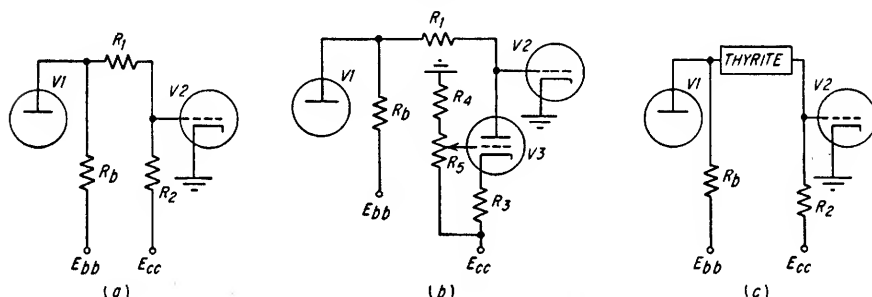 R1
V1
V2
Rb
R2
Ebb
Ecc
(a)
R1
V2
V1
R4
Rb
R5
V3
R3
Ebb
Ecc
(b)
THYRITE
V1
V2
Rb
R2
Ebb
Ecc
(c)